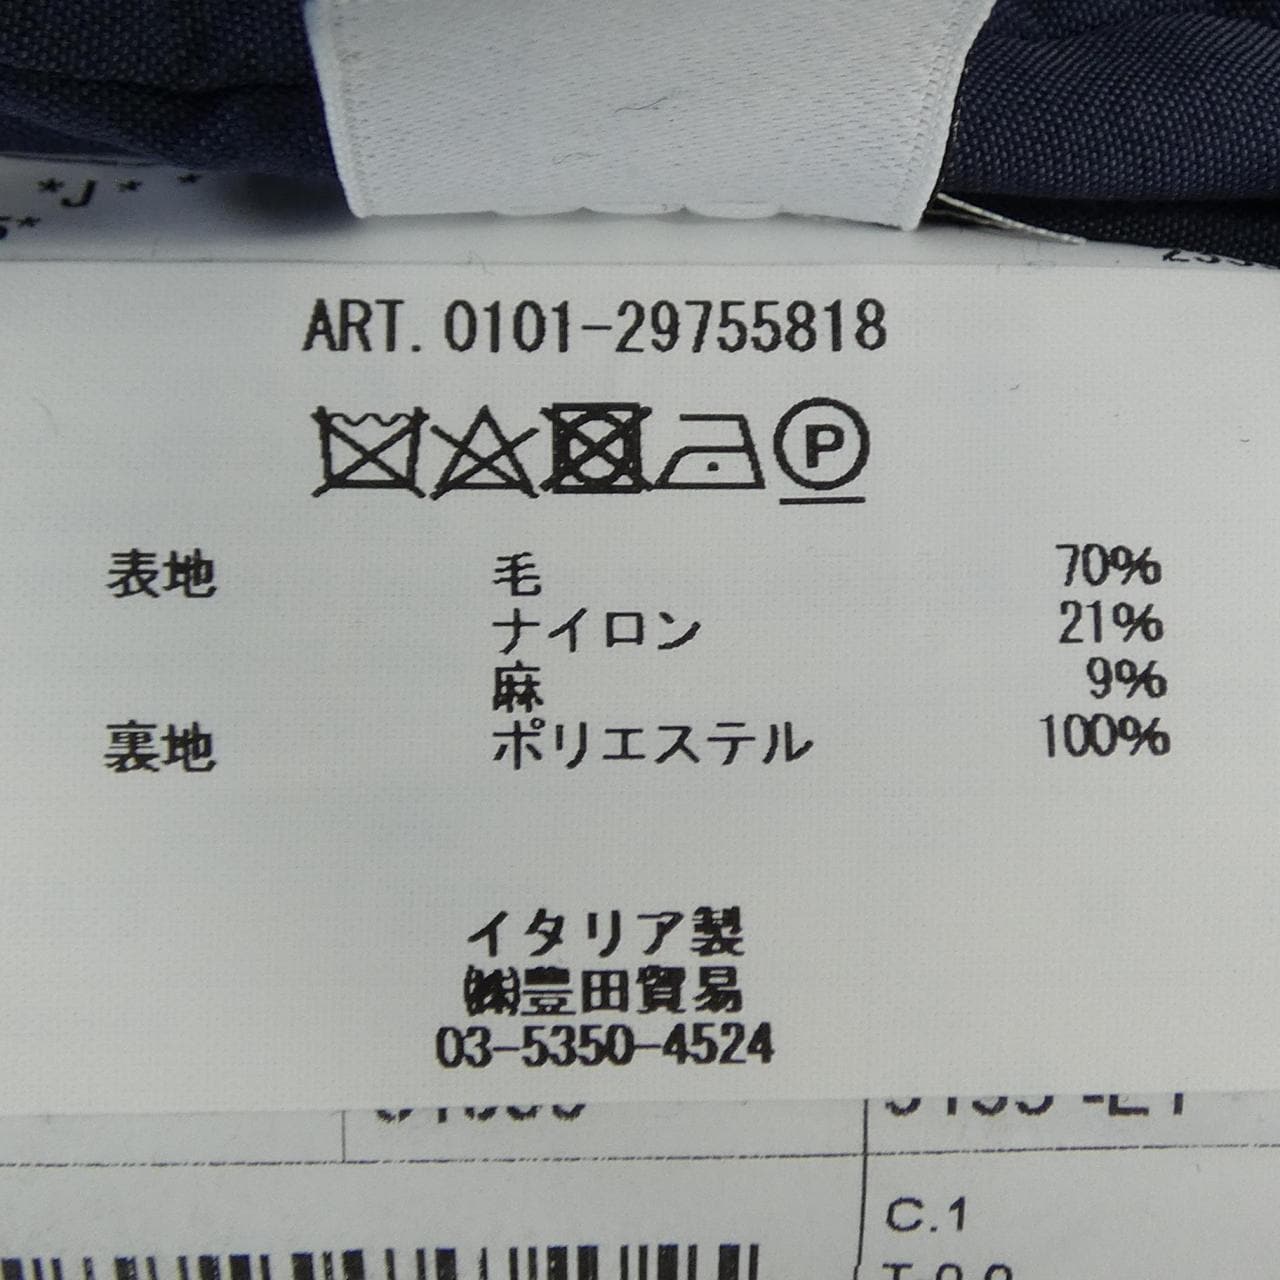 *J* *
ART. 0101-29755818
P
表地 毛 70%
ナイロン 21%
麻 9%
裏地 ポリエステル 100%
イタリア製
㈱豊田貿易
03-5350-4524
C.1